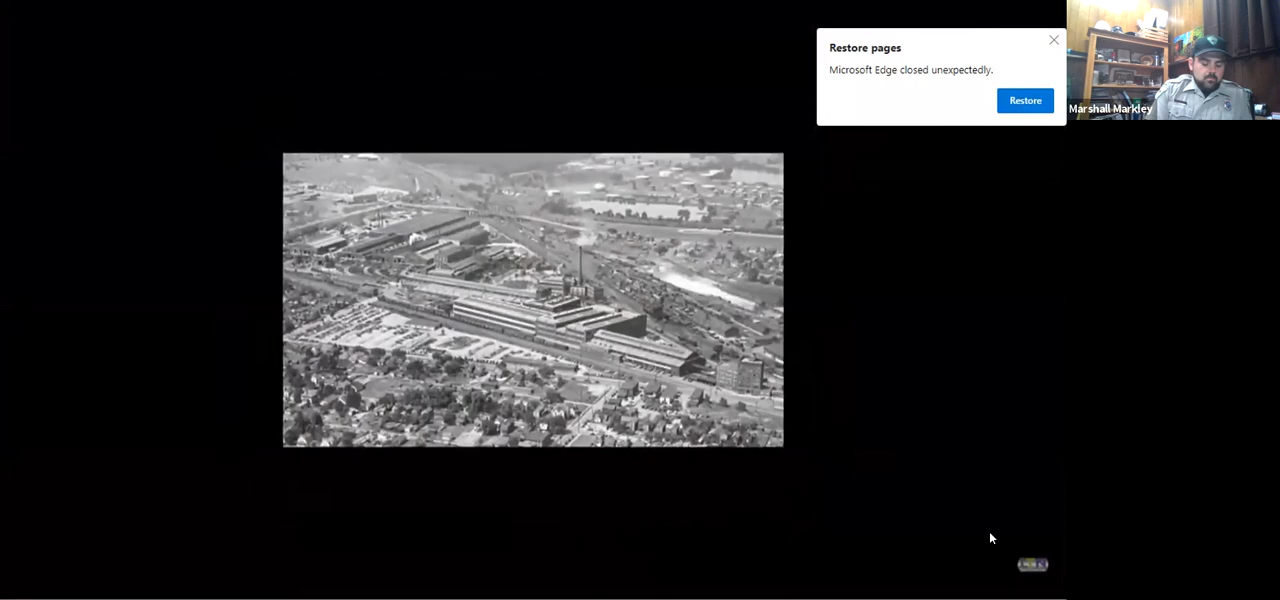 Restore pages
Microsoft Edge closed unexpectedly.
Restore
Marshall Markley